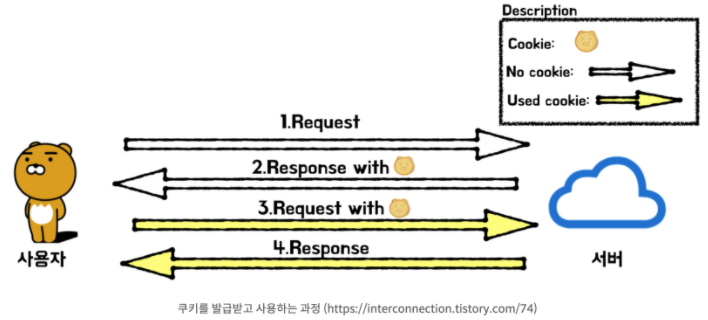 Description
Cookie:
No cookie:
Used cookie:
1.Request
2.Response with
3.Request with
4.Response
사용자
서버
쿠키를 발급받고 사용하는 과정 (https://interconnection.tistory.com/74)